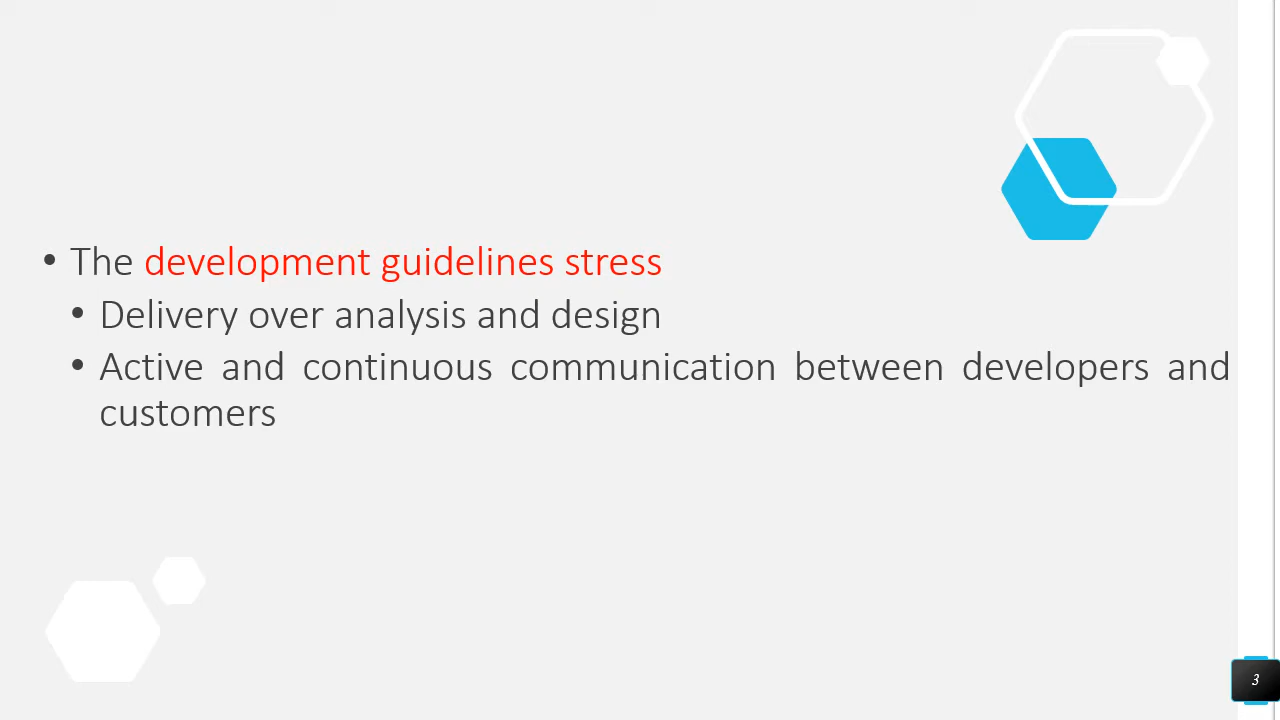 • The development guidelines stress
• Delivery over analysis and design
• Active and continuous communication between developers and
customers
3